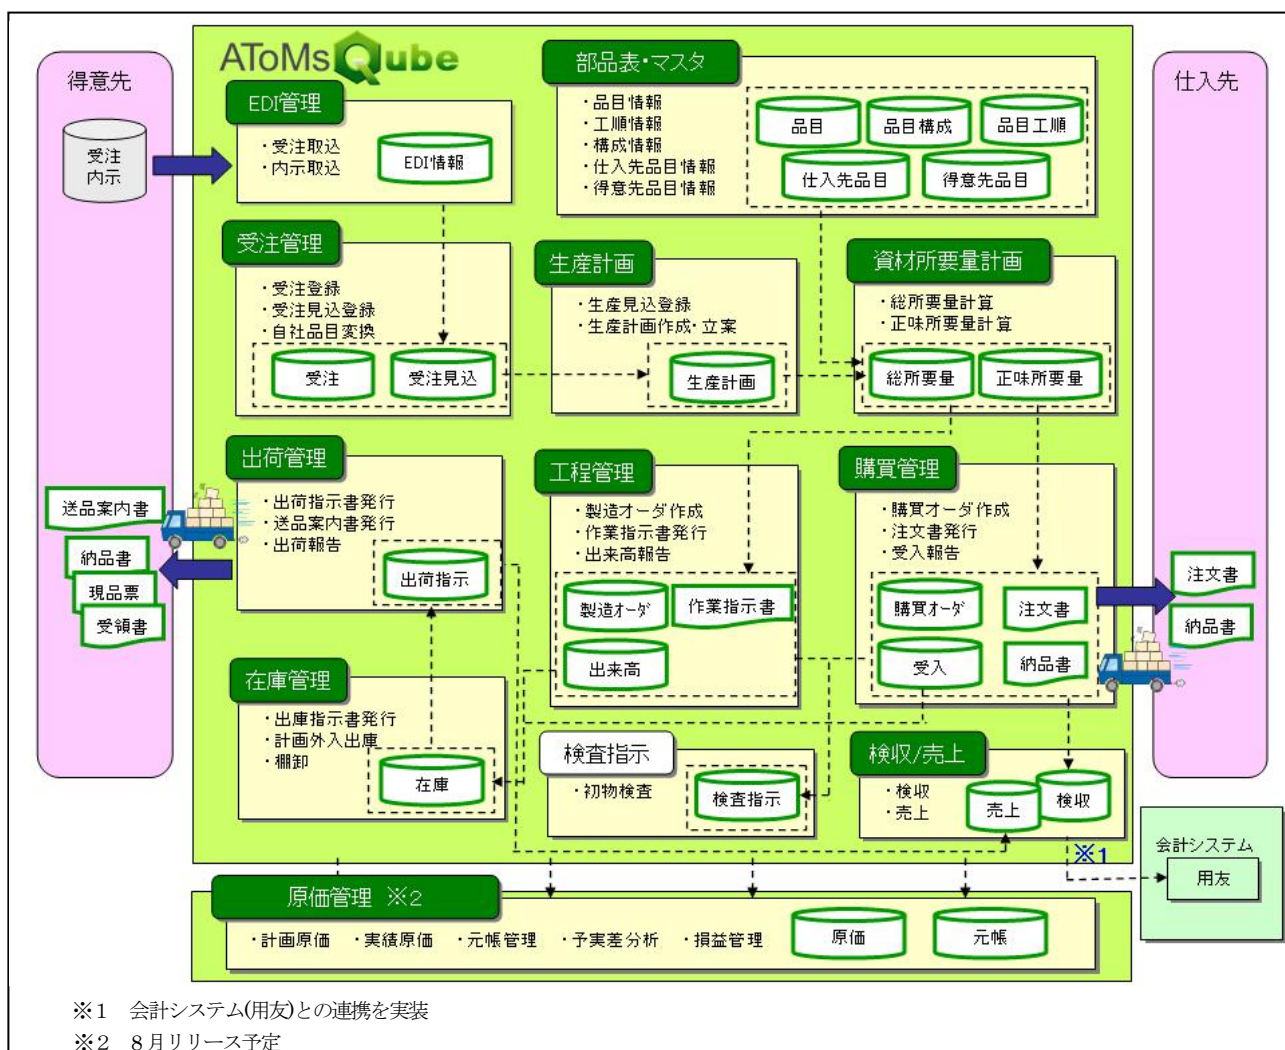 得意先
受注
内示
AToMsQube
EDI管理
・受注取込
・内示取込
EDI情報
部品表・マスタ
・品目情報
・工順情報
・構成情報
・仕入先品目情報
・得意先品目情報
品目
品目構成
品目工順
仕入先品目
得意先品目
仕入先
受注管理
・受注登録
・受注見込登録
・自社品目変換
受注
受注見込
生産計画
・生産見込登録
・生産計画作成・立案
生産計画
資材所要量計画
・総所要量計算
・正味所要量計算
総所要量
正味所要量
出荷管理
・出荷指示書発行
・送品案内書発行
・出荷報告
出荷指示
送品案内書
納品書
現品票
受領書
工程管理
・製造オーダ作成
・作業指示書発行
・出来高報告
製造オーダ
作業指示書
出来高
購買管理
・購買オーダ作成
・注文書発行
・受入報告
購買オーダ
注文書
受入
納品書
注文書
納品書
在庫管理
・出庫指示書発行
・計画外入出庫
・棚卸
在庫
検査指示
・初物検査
検査指示
検収/売上
・検収
・売上
売上
検収
※1
会計システム
用友
原価管理 ※2
・計画原価 ・実績原価 ・元帳管理 ・予実差分析 ・損益管理
原価
元帳
※1 会計システム(用友)との連携を実装
※2 8月リリース予定